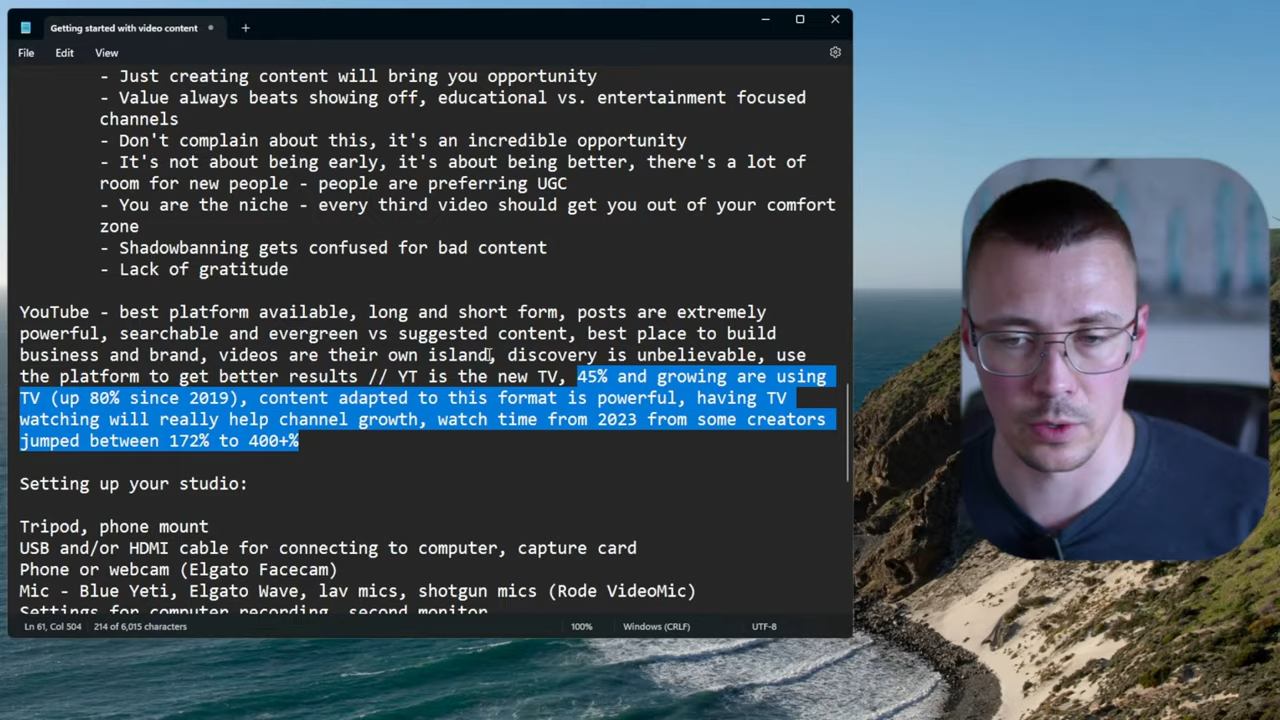 Getting started with video content
File Edit View
- Just creating content will bring you opportunity
- Value always beats showing off, educational vs. entertainment focused
channels
- Don't complain about this, it's an incredible opportunity
- It's not about being early, it's about being better, there's a lot of
room for new people - people are preferring UGC
- You are the niche - every third video should get you out of your comfort
zone
- Shadowbanning gets confused for bad content
- Lack of gratitude
YouTube - best platform available, long and short form, posts are extremely
powerful, searchable and evergreen vs suggested content, best place to build
business and brand, videos are their own island, discovery is unbelievable, use
the platform to get better results // YT is the new TV, 45% and growing are using
TV (up 80% since 2019), content adapted to this format is powerful, having TV
watching will really help channel growth, watch time from 2023 from some creators
jumped between 172% to 400+%
Setting up your studio:
Tripod, phone mount
USB and/or HDMI cable for connecting to computer, capture card
Phone or webcam (Elgato Facecam)
Mic - Blue Yeti, Elgato Wave, lav mics, shotgun mics (Rode VideoMic)
Settings for computer recording, second monitor
Ln 61, Col 504 214 of 6,015 characters 100% Windows (CRLF) UTF-8